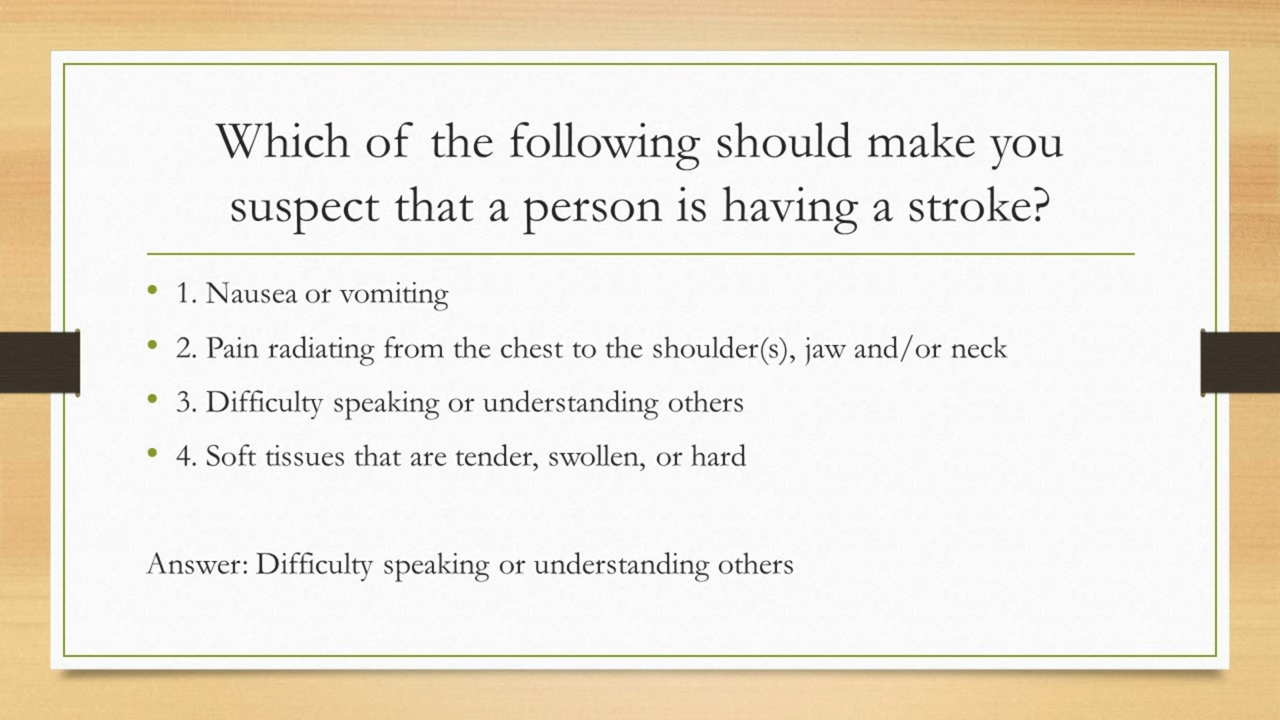 Which of the following should make you
suspect that a person is having a stroke?
• 1. Nausea or vomiting
• 2. Pain radiating from the chest to the shoulder(s), jaw and/or neck
• 3. Difficulty speaking or understanding others
• 4. Soft tissues that are tender, swollen, or hard
Answer: Difficulty speaking or understanding others